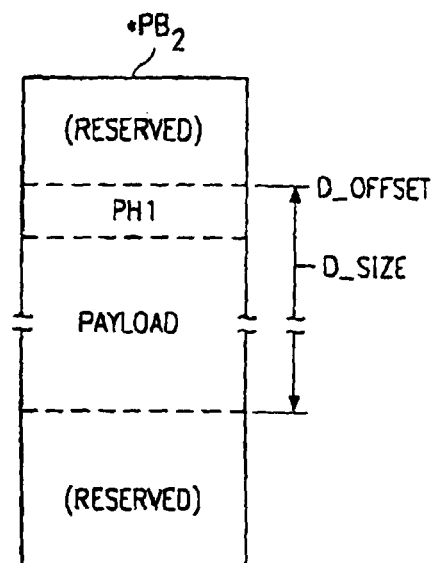 *PB2
(RESERVED)
D_OFFSET
PH1
D_SIZE
PAYLOAD
(RESERVED)